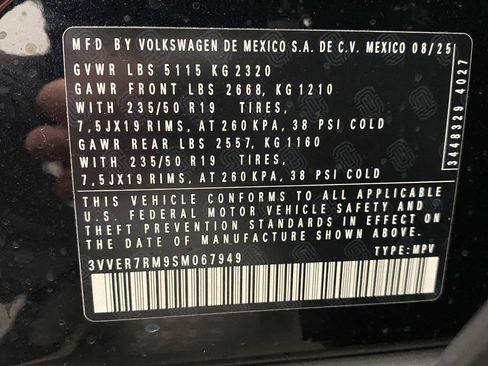 MFD BY VOLKSWAGEN DE MEXICO S.A. DE C.V. MEXICO 08/25
GVWR LBS 5115 KG 2320
GAWR FRONT LBS 2668, KG 1210
WITH 235/50 R19 TIRES,
7,5JX19 RIMS, AT 260 KPA, 38 PSI COLD
GAWR REAR LBS 2557, KG 1160
WITH 235/50 R19 TIRES,
7,5JX19 RIMS, AT 260 KPA, 38 PSI COLD
THIS VEHICLE CONFORMS TO ALL APPLICABLE
U.S. FEDERAL MOTOR VEHICLE SAFETY AND
THEFT PREVENTION STANDARDS IN EFFECT ON
THE DATE OF MANUFACTURE SHOWN ABOVE.
3VVER7RM9SM067949 TYPE: MPV
3448329 4027